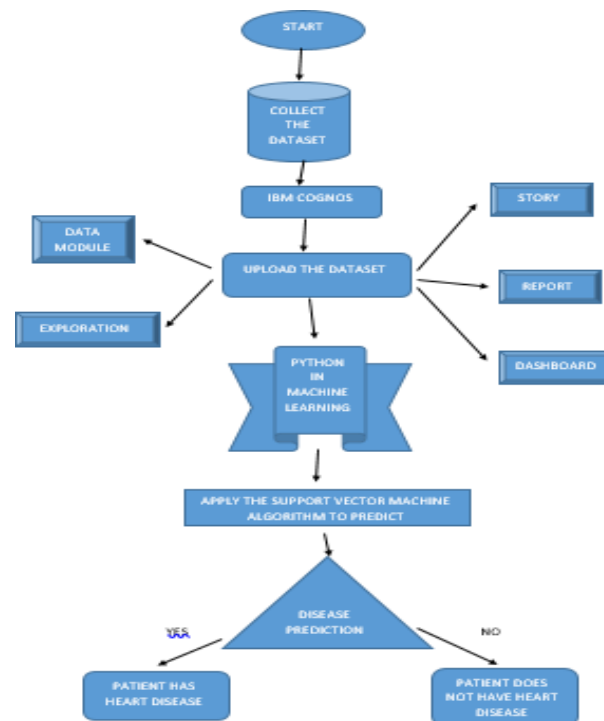 START
COLLECT
THE
DATASET
IBM COGNOS
STORY
DATA
MODULE
UPLOAD THE DATASET
REPORT
EXPLORATION
DASHBOARD
PYTHON
IN
MACHINE
LEARNING
APPLY THE SUPPORT VECTOR MACHINE
ALGORITHM TO PREDICT
DISEASE
PREDICTION
YES
NO
PATIENT HAS
HEART DISEASE
PATIENT DOES
NOT HAVE HEART
DISEASE